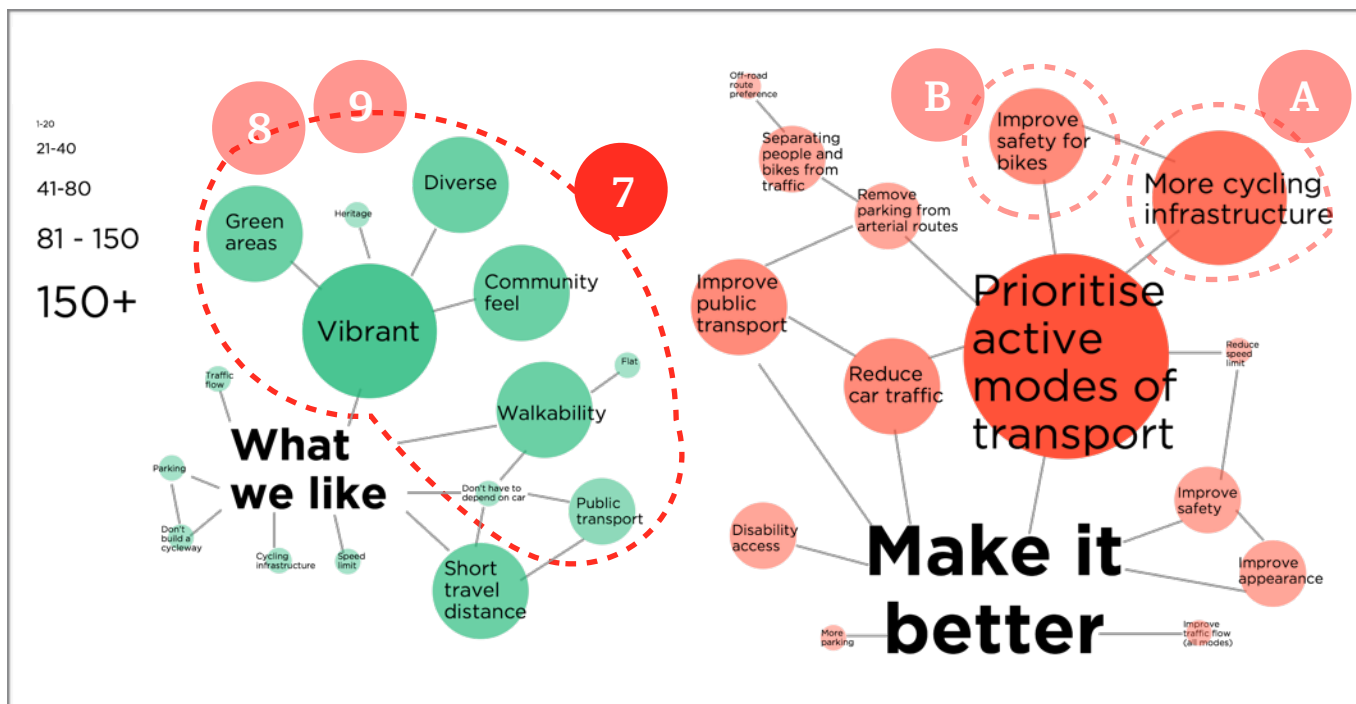 1-20
21-40
41-80
81 - 150
150+
8
9
7
Green
areas
Heritage
Diverse
Community
feel
Vibrant
Traffic
flow
Flat
Walkability
What
we like
Parking
Don't
build a
cycleway
Cycling
infrastructure
Speed
limit
Don't have to
depend on car
Public
transport
Short
travel
distance
B
A
Off-road
route
preference
Separating
people and
bikes from
traffic
Improve
safety for
bikes
More cycling
infrastructure
Remove
parking from
arterial routes
Improve
public
transport
Prioritise
active
modes of
transport
Reduce
car traffic
Reduce
speed
limit
Improve
safety
Disability
access
Improve
appearance
Make it
better
More
parking
Improve
traffic flow
(all modes)